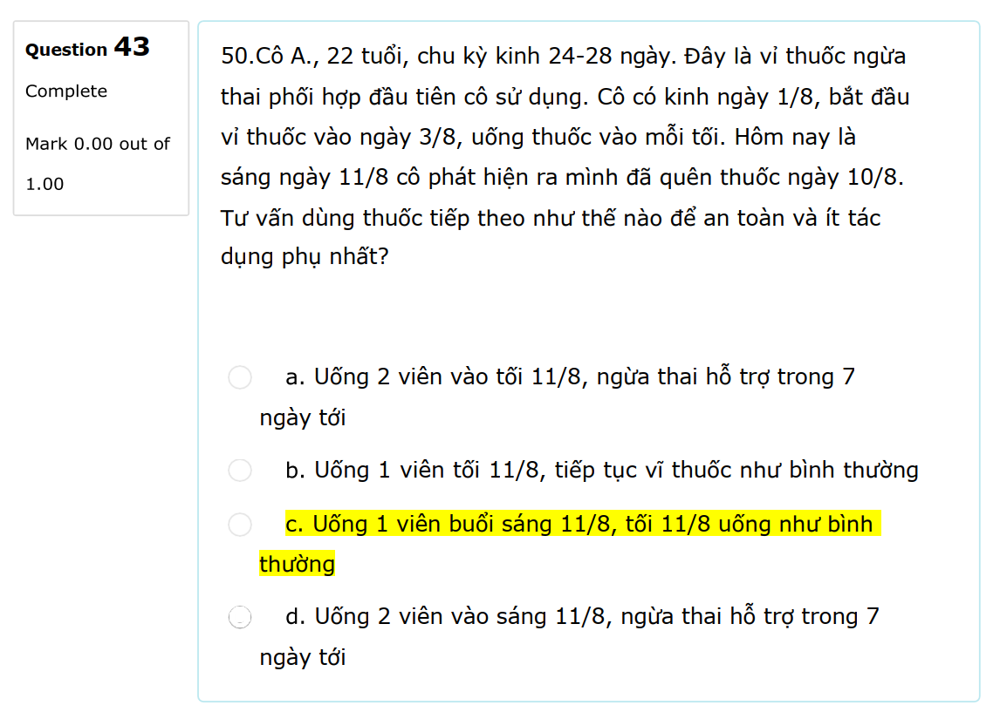 Question 43
Complete
Mark 0.00 out of
1.00
50.Cô A., 22 tuổi, chu kỳ kinh 24-28 ngày. Đây là vỉ thuốc ngừa
thai phối hợp đầu tiên cô sử dụng. Cô có kinh ngày 1/8, bắt đầu
vỉ thuốc vào ngày 3/8, uống thuốc vào mỗi tối. Hôm nay là
sáng ngày 11/8 cô phát hiện ra mình đã quên thuốc ngày 10/8.
Tư vấn dùng thuốc tiếp theo như thế nào để an toàn và ít tác
dụng phụ nhất?
a. Uống 2 viên vào tối 11/8, ngừa thai hỗ trợ trong 7
ngày tới
b. Uống 1 viên tối 11/8, tiếp tục vĩ thuốc như bình thường
c. Uống 1 viên buổi sáng 11/8, tối 11/8 uống như bình
thường
d. Uống 2 viên vào sáng 11/8, ngừa thai hỗ trợ trong 7
ngày tới